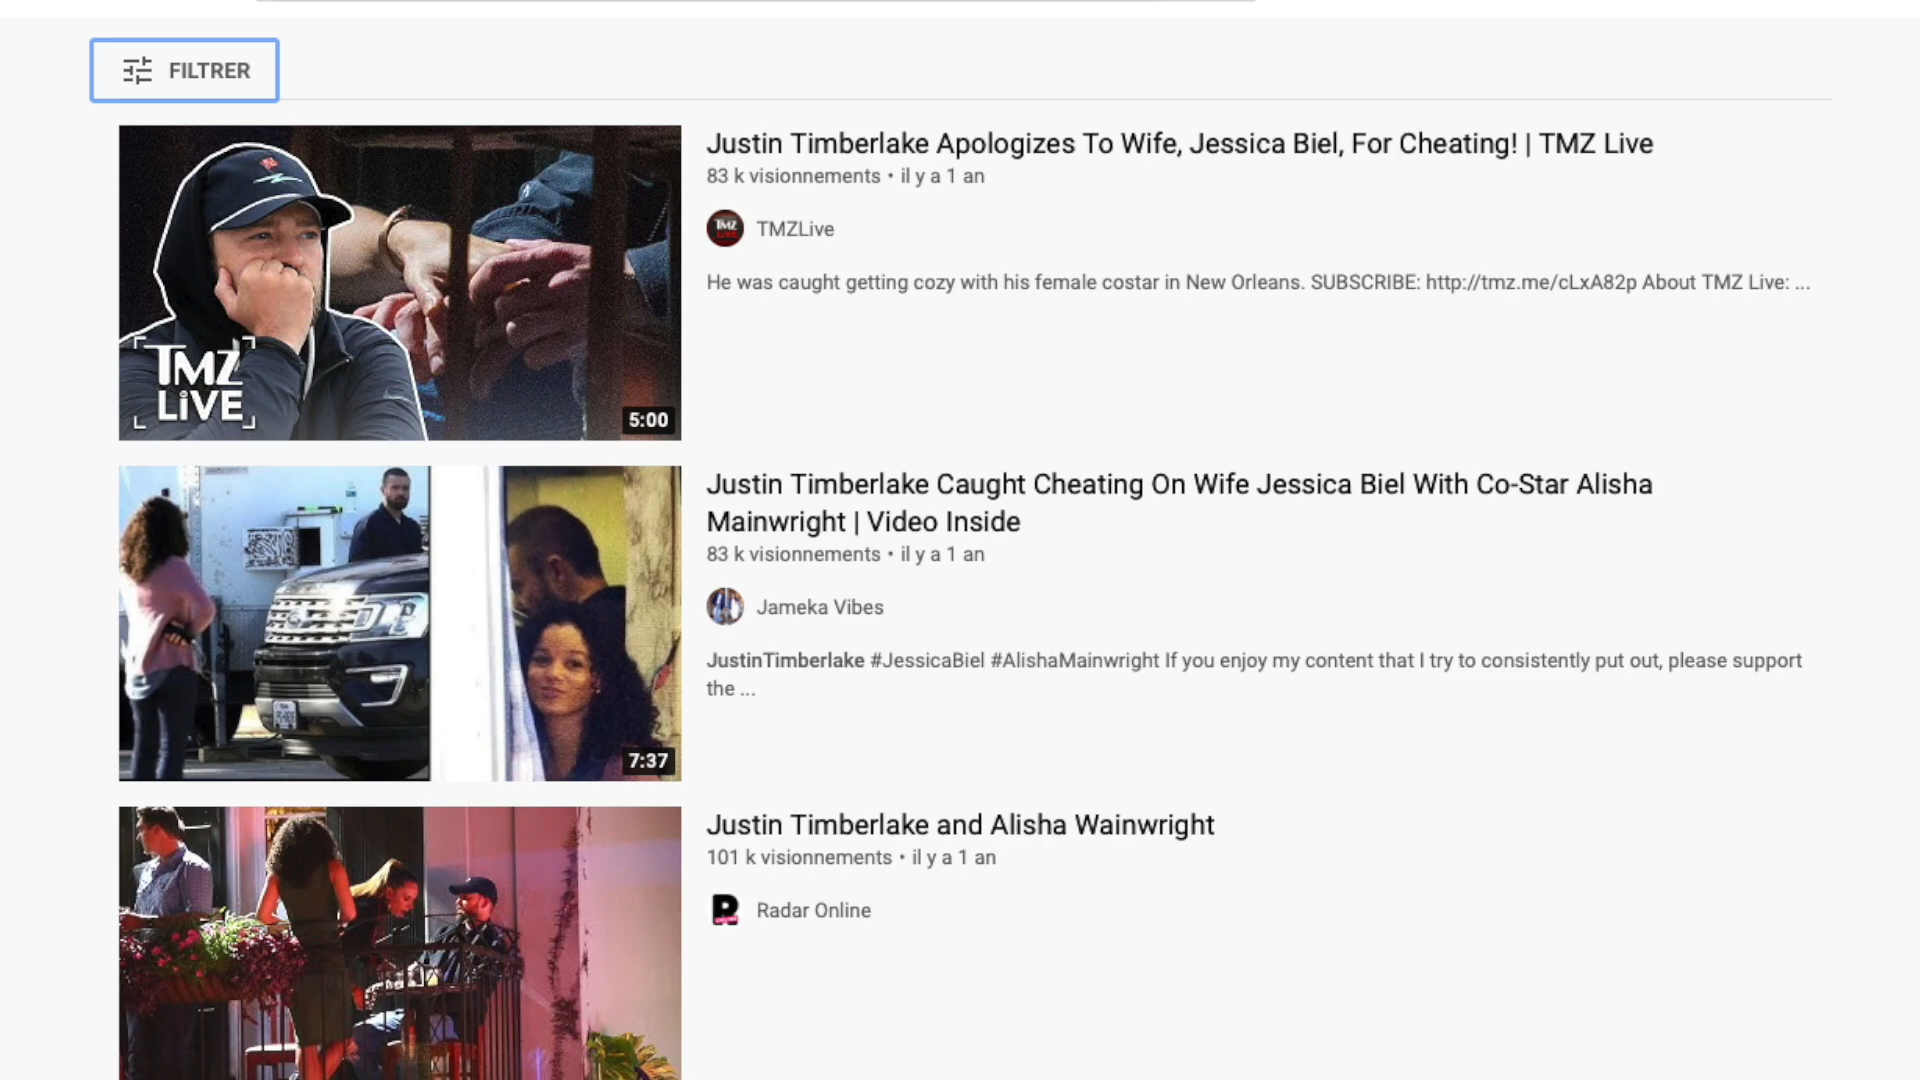 FILTRER
Justin Timberlake Apologizes To Wife, Jessica Biel, For Cheating! | TMZ Live
83 k visionnements • il y a 1 an
TMZ LIVE
TMZLive
He was caught getting cozy with his female costar in New Orleans. SUBSCRIBE: http://tmz.me/cLxA82p About TMZ Live: ...
TMZ
LIVE
5:00
Justin Timberlake Caught Cheating On Wife Jessica Biel With Co-Star Alisha
Mainwright | Video Inside
83 k visionnements • il y a 1 an
Jameka Vibes
JustinTimberlake #JessicaBiel #AlishaMainwright If you enjoy my content that I try to consistently put out, please support
the ...
7:37
Justin Timberlake and Alisha Wainwright
101 k visionnements • il y a 1 an
R
Radar Online